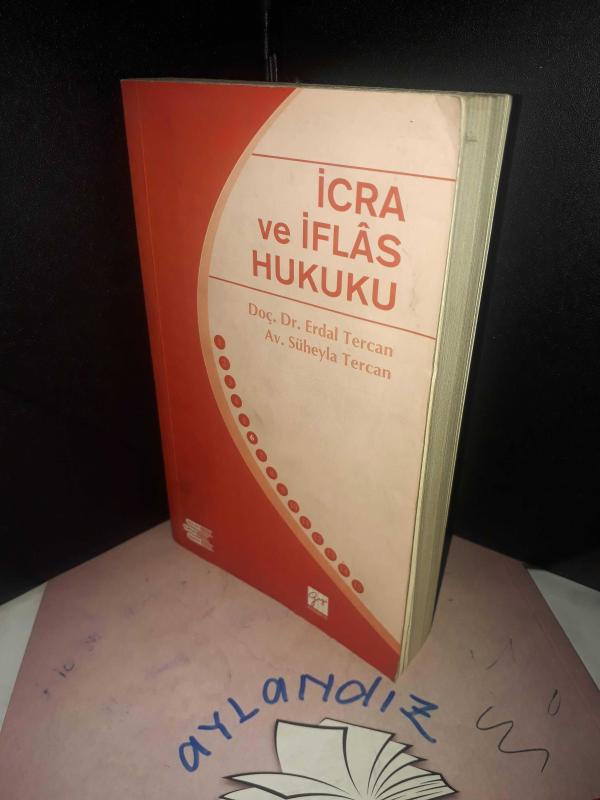 İCRA
ve İFLÂS
HUKUKU
Doç. Dr. Erdal Tercan
Av. Süheyla Tercan
aYLANdIZ